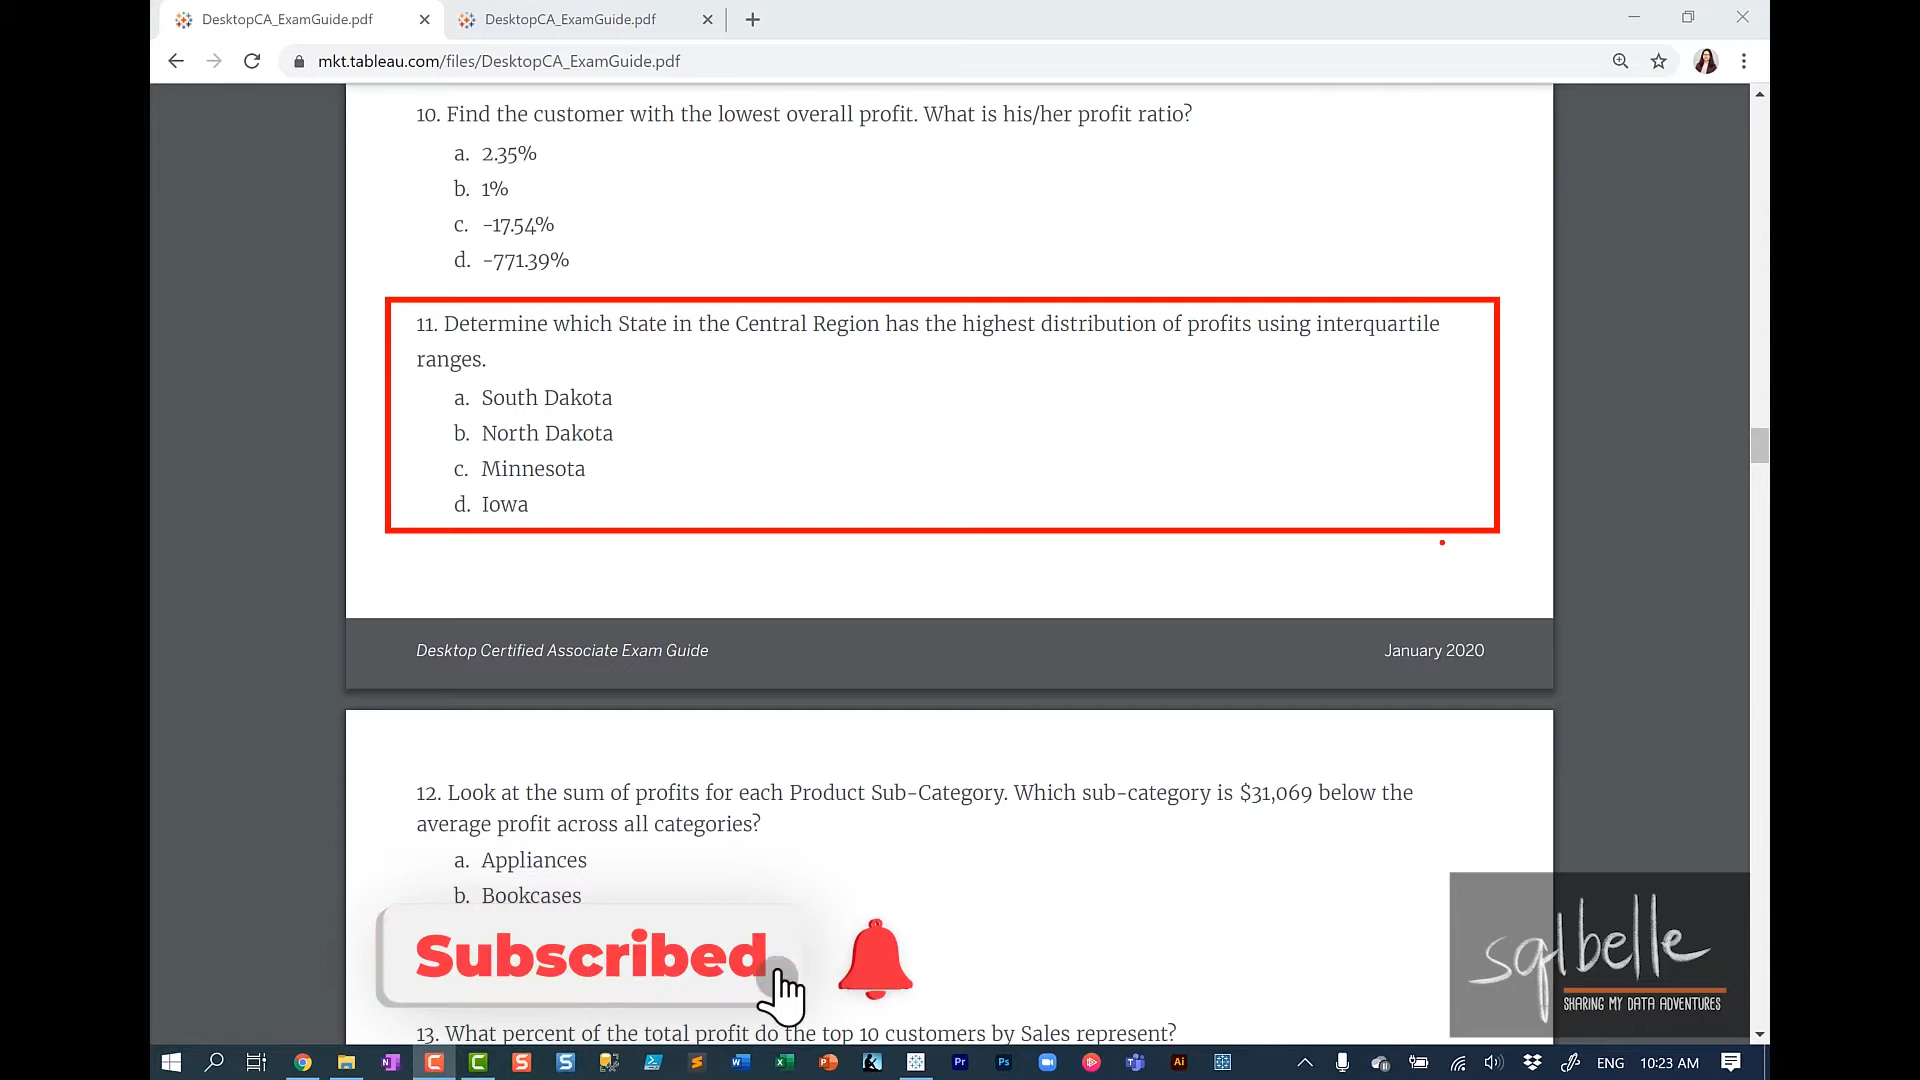 DesktopCA_ExamGuide.pdf
DesktopCA_ExamGuide.pdf
mkt.tableau.com/files/DesktopCA_ExamGuide.pdf
10. Find the customer with the lowest overall profit. What is his/her profit ratio?
a. 2.35%
b. 1%
c. -17.54%
d. -771.39%
11. Determine which State in the Central Region has the highest distribution of profits using interquartile
ranges.
a. South Dakota
b. North Dakota
c. Minnesota
d. Iowa
Desktop Certified Associate Exam Guide
January 2020
12. Look at the sum of profits for each Product Sub-Category. Which sub-category is $31,069 below the
average profit across all categories?
a. Appliances
b. Bookcases
Subscribed
sqlbelle
SHARING MY DATA ADVENTURES
13. What percent of the total profit do the top 10 customers by Sales represent?
ENG
10:23 AM